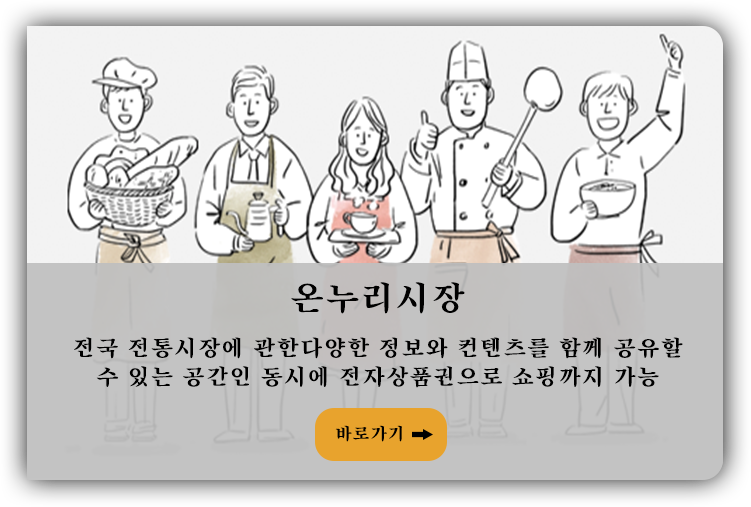 온누리시장
전국 전통시장에 관한다양한 정보와 컨텐츠를 함께 공유할
수 있는 공간인 동시에 전자상품권으로 쇼핑까지 가능
바로가기